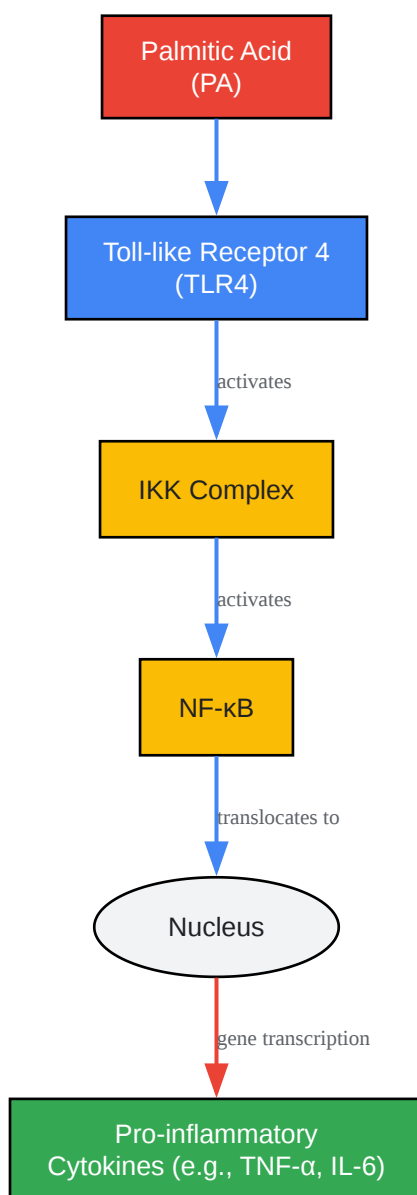 Palmitic Acid
(PA)
Toll-like Receptor 4
(TLR4)
activates
IKK Complex
activates
NF-κB
translocates to
Nucleus
gene transcription
Pro-inflammatory
Cytokines (e.g., TNF-α, IL-6)